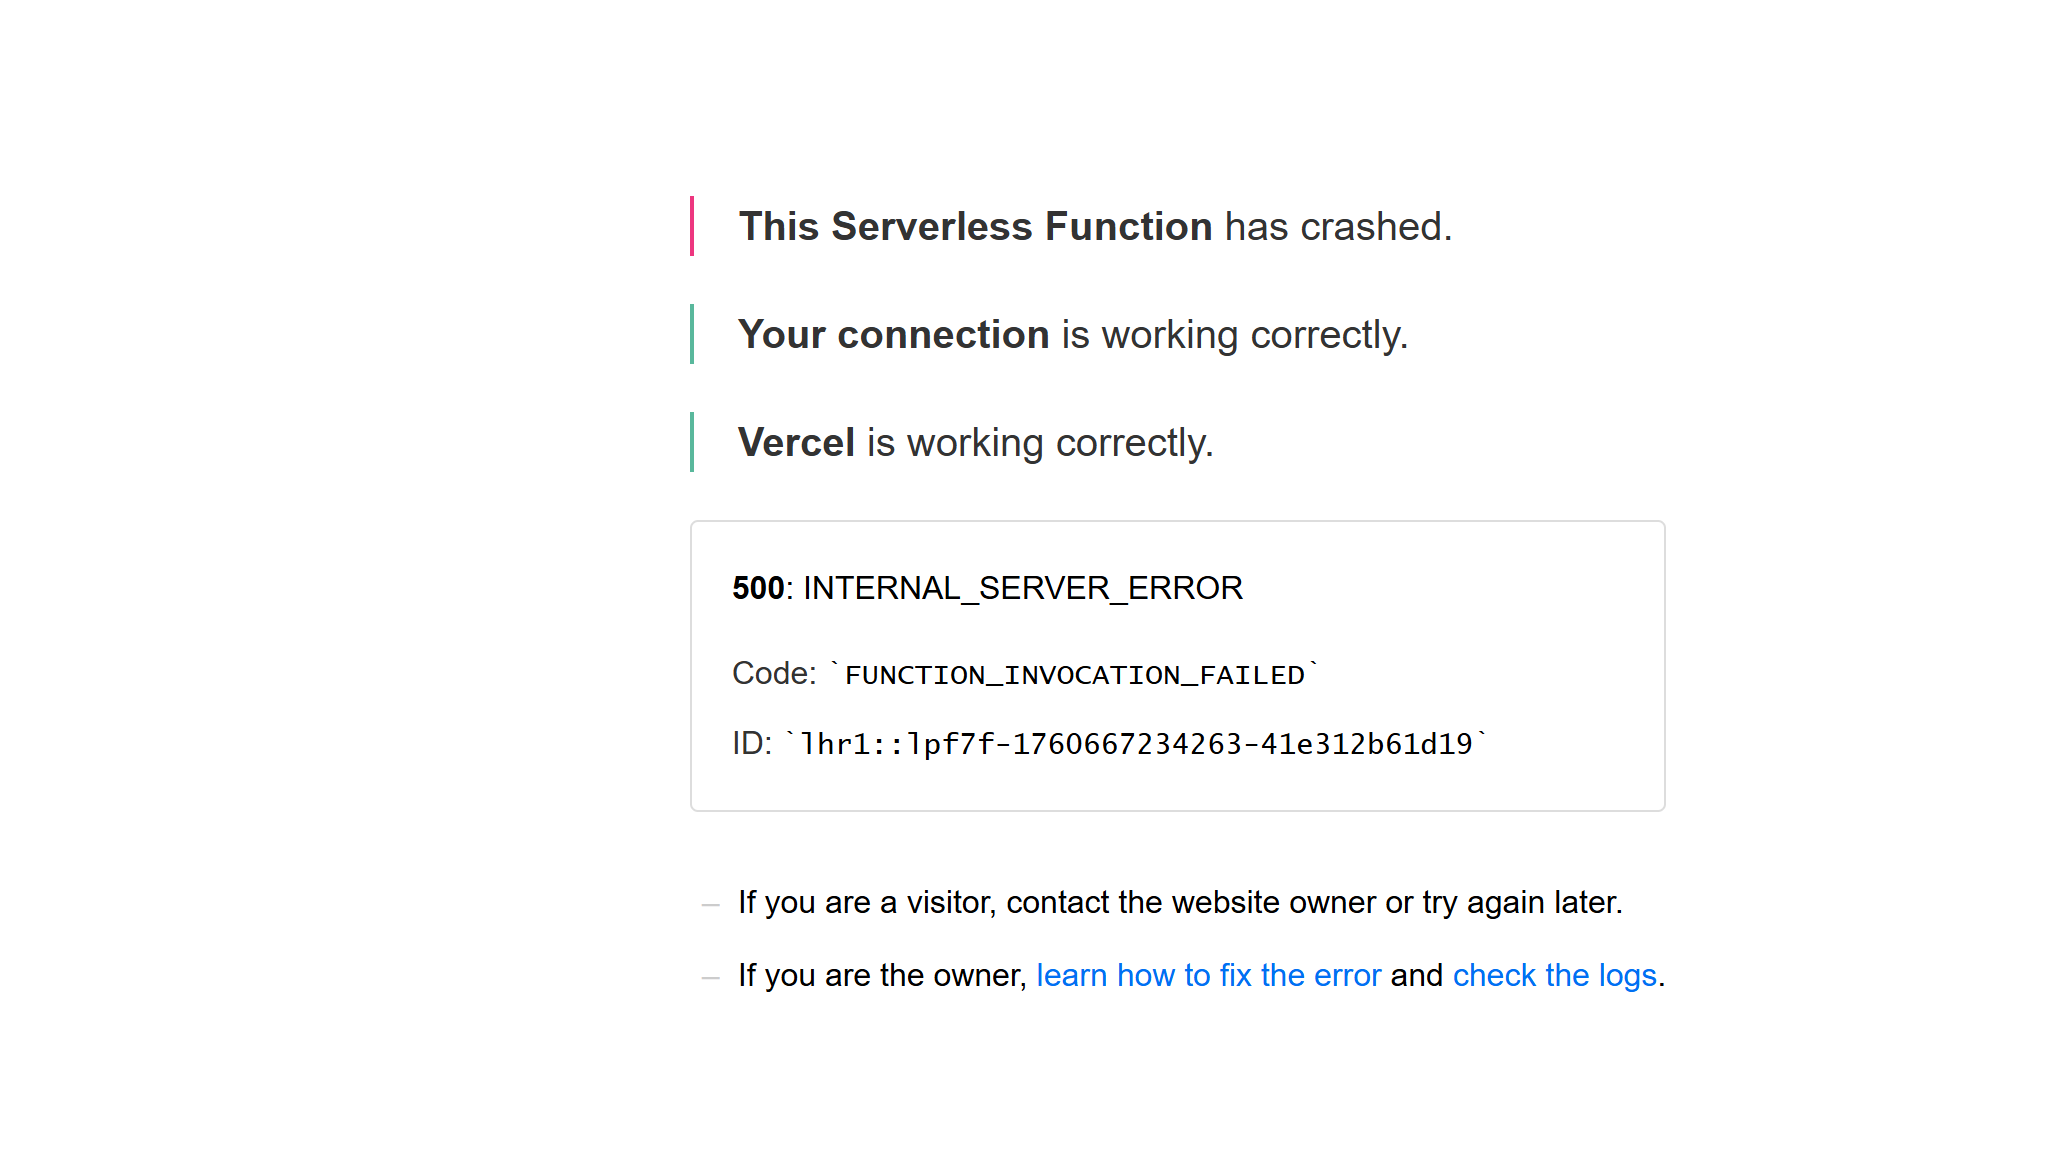 This Serverless Function has crashed.
Your connection is working correctly.
Vercel is working correctly.
500: INTERNAL_SERVER_ERROR
Code: `FUNCTION_INVOCATION_FAILED`
ID: `lhr1::lpf7f-1760667234263-41e312b61d19`
– If you are a visitor, contact the website owner or try again later.
– If you are the owner, learn how to fix the error and check the logs.